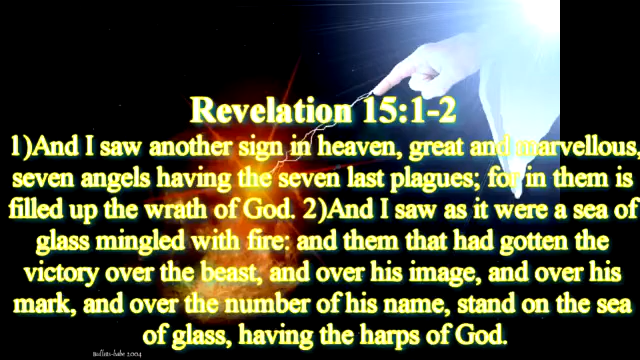 Revelation 15:1-2
1)And I saw another sign in heaven, great and marvellous,
seven angels having the seven last plagues; for in them is
filled up the wrath of God. 2)And I saw as it were a sea of
glass mingled with fire: and them that had gotten the
victory over the beast, and over his image, and over his
mark, and over the number of his name, stand on the sea
of glass, having the harps of God.
Bullets-babe 2004